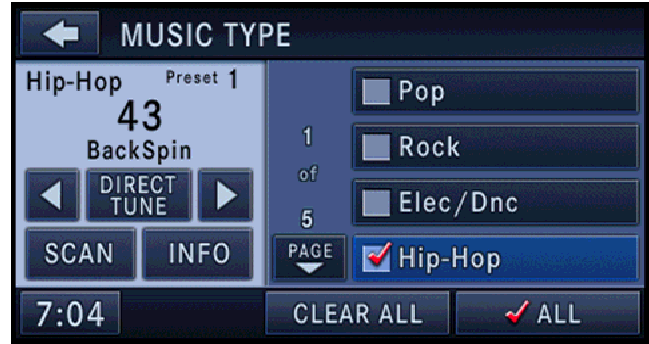 MUSIC TYPE
Hip-Hop Preset 1
43
BackSpin
DIRECT
TUNE
SCAN INFO
1
of
5
PAGE
Pop
Rock
Elec/Dnc
Hip-Hop
7:04 CLEAR ALL ALL